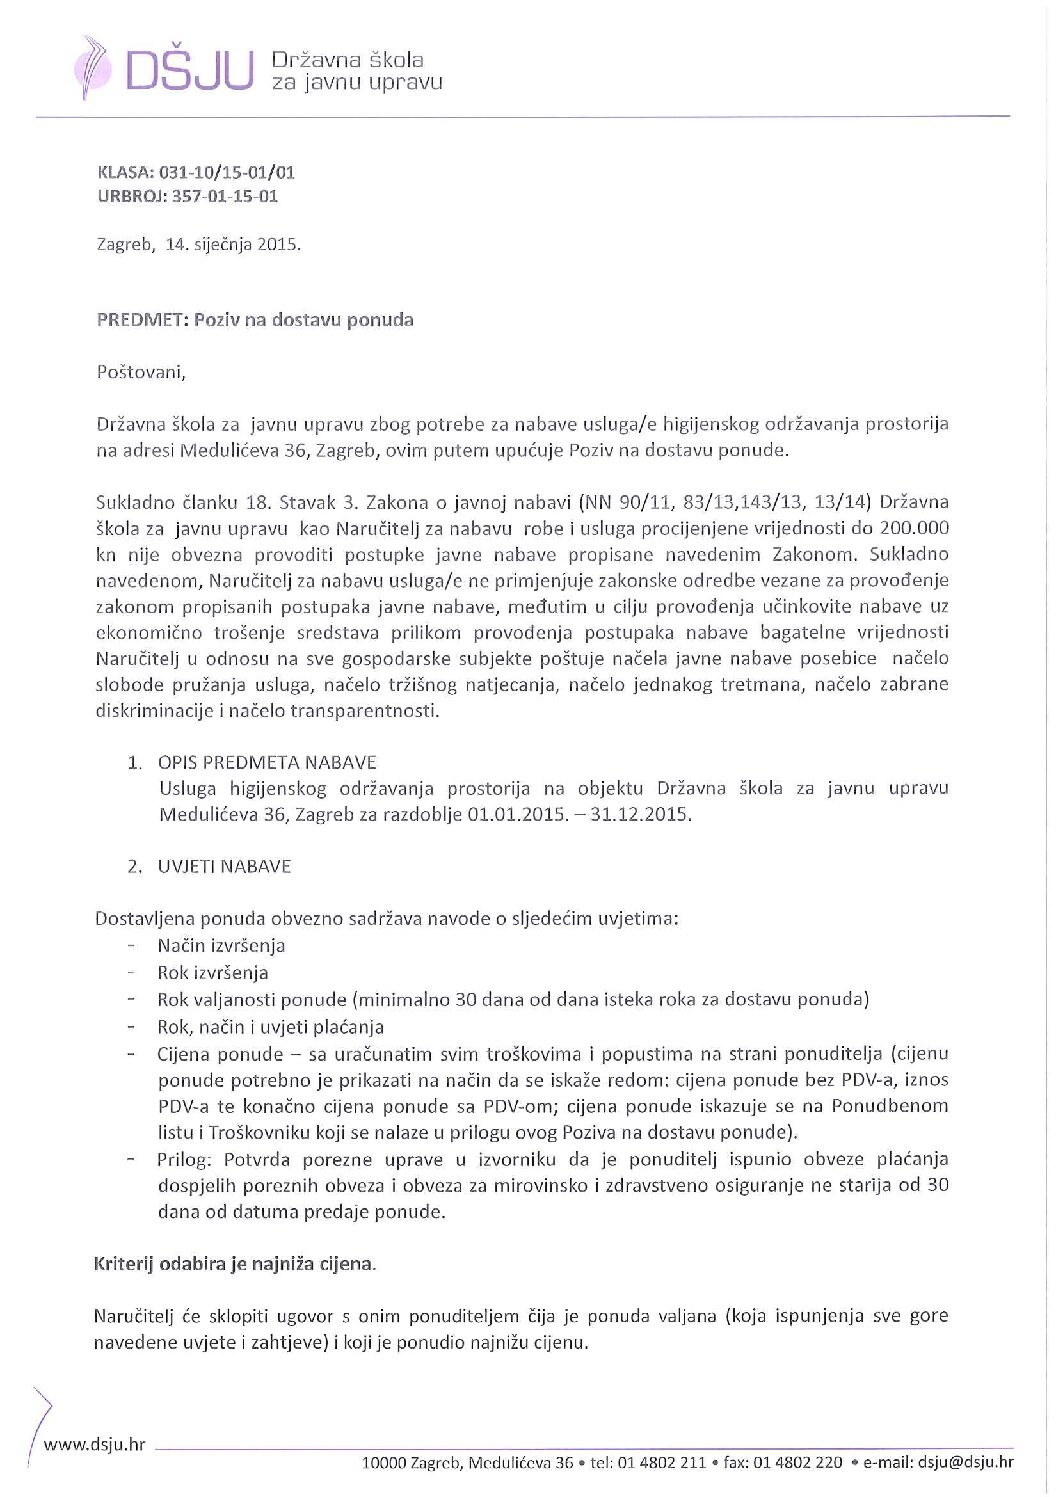 DŠJU Državna škola
za javnu upravu
KLASA: 031-10/15-01/01
URBROJ: 357-01-15-01
Zagreb, 14. siječnja 2015.
PREDMET: Poziv na dostavu ponuda
Poštovani,
Državna škola za javnu upravu zbog potrebe za nabave usluga/e higijenskog održavanja prostorija
na adresi Medulićeva 36, Zagreb, ovim putem upućuje Poziv na dostavu ponude.
Sukladno članku 18. Stavak 3. Zakona o javnoj nabavi (NN 90/11, 83/13,143/13, 13/14) Državna
škola za javnu upravu kao Naručitelj za nabavu robe i usluga procijenjene vrijednosti do 200.000
kn nije obvezna provoditi postupke javne nabave propisane navedenim Zakonom. Sukladno
navedenom, Naručitelj za nabavu usluga/e ne primjenjuje zakonske odredbe vezane za provođenje
zakonom propisanih postupaka javne nabave, međutim u cilju provođenja učinkovite nabave uz
ekonomično trošenje sredstava prilikom provođenja postupaka nabave bagatelne vrijednosti
Naručitelj u odnosu na sve gospodarske subjekte poštuje načela javne nabave posebice načelo
slobode pružanja usluga, načelo tržišnog natjecanja, načelo jednakog tretmana, načelo zabrane
diskriminacije i načelo transparentnosti.
1. OPIS PREDMETA NABAVE
Usluga higijenskog održavanja prostorija na objektu Državna škola za javnu upravu
Medulićeva 36, Zagreb za razdoblje 01.01.2015. – 31.12.2015.
2. UVJETI NABAVE
Dostavljena ponuda obvezno sadržava navode o sljedećim uvjetima:
- Način izvršenja
- Rok izvršenja
- Rok valjanosti ponude (minimalno 30 dana od dana isteka roka za dostavu ponuda)
- Rok, način i uvjeti plaćanja
- Cijena ponude – sa uračunatim svim troškovima i popustima na strani ponuditelja (cijenu
ponude potrebno je prikazati na način da se iskaže redom: cijena ponude bez PDV-a, iznos
PDV-a te konačno cijena ponude sa PDV-om; cijena ponude iskazuje se na Ponudbenom
listu i Troškovniku koji se nalaze u prilogu ovog Poziva na dostavu ponude).
- Prilog: Potvrda porezne uprave u izvorniku da je ponuditelj ispunio obveze plaćanja
dospjelih poreznih obveza i obveza za mirovinsko i zdravstveno osiguranje ne starija od 30
dana od datuma predaje ponude.
Kriterij odabira je najniža cijena.
Naručitelj će sklopiti ugovor s onim ponuditeljem čija je ponuda valjana (koja ispunjenja sve gore
navedene uvjete i zahtjeve) i koji je ponudio najnižu cijenu.
www.dsju.hr
10000 Zagreb, Medulićeva 36 • tel: 01 4802 211 • fax: 01 4802 220 • e-mail: dsju@dsju.hr